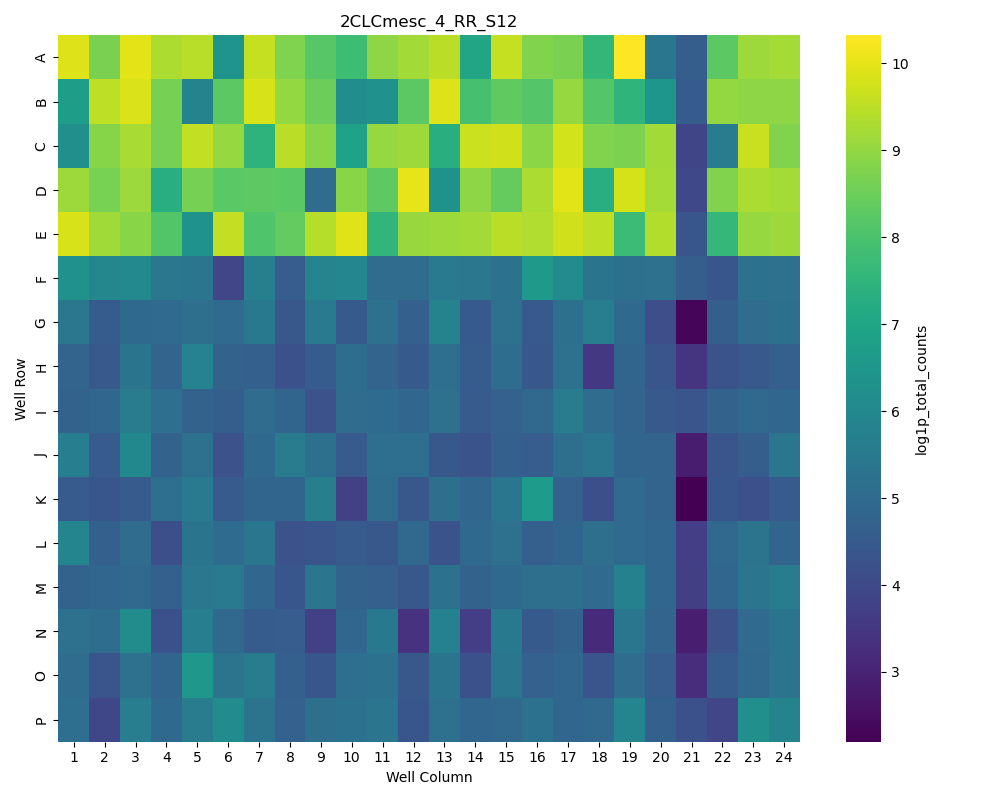 2CLCmesc_4_RR_S12
A
B
C
D
E
F
G
H
I
J
K
L
M
N
O
P
Well Row
1 2 3 4 5 6 7 8 9 10 11 12 13 14 15 16 17 18 19 20 21 22 23 24
Well Column
10
9
8
7
6
5
4
3
log1p_total_counts